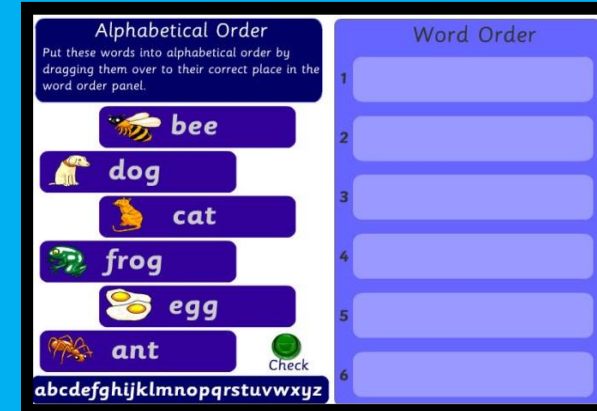 Alphabetical Order
Put these words into alphabetical order by
dragging them over to their correct place in the
word order panel.
bee
dog
cat
frog
egg
ant
Check
abcdefghijklmnopqrstuvwxyz
Word Order
1
2
3
4
5
6